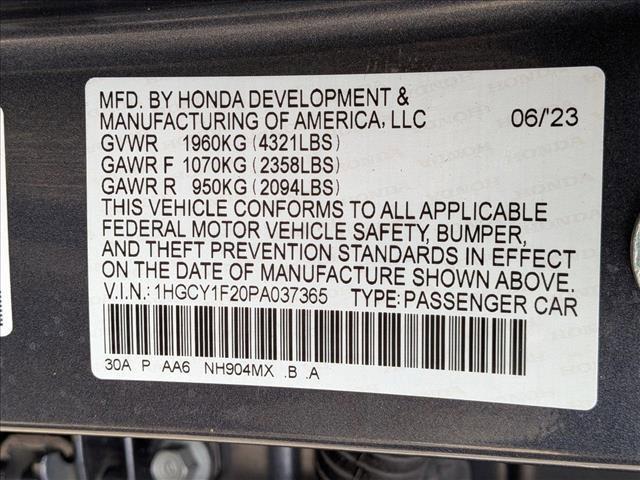 MFD. BY HONDA DEVELOPMENT &
MANUFACTURING OF AMERICA, LLC 06/'23
GVWR 1960KG (4321LBS)
GAWR F 1070KG (2358LBS)
GAWR R 950KG (2094LBS)
THIS VEHICLE CONFORMS TO ALL APPLICABLE
FEDERAL MOTOR VEHICLE SAFETY, BUMPER,
AND THEFT PREVENTION STANDARDS IN EFFECT
ON THE DATE OF MANUFACTURE SHOWN ABOVE.
V.I.N.: 1HGCY1F20PA037365 TYPE: PASSENGER CAR
30A P AA6 NH904MX .B .A